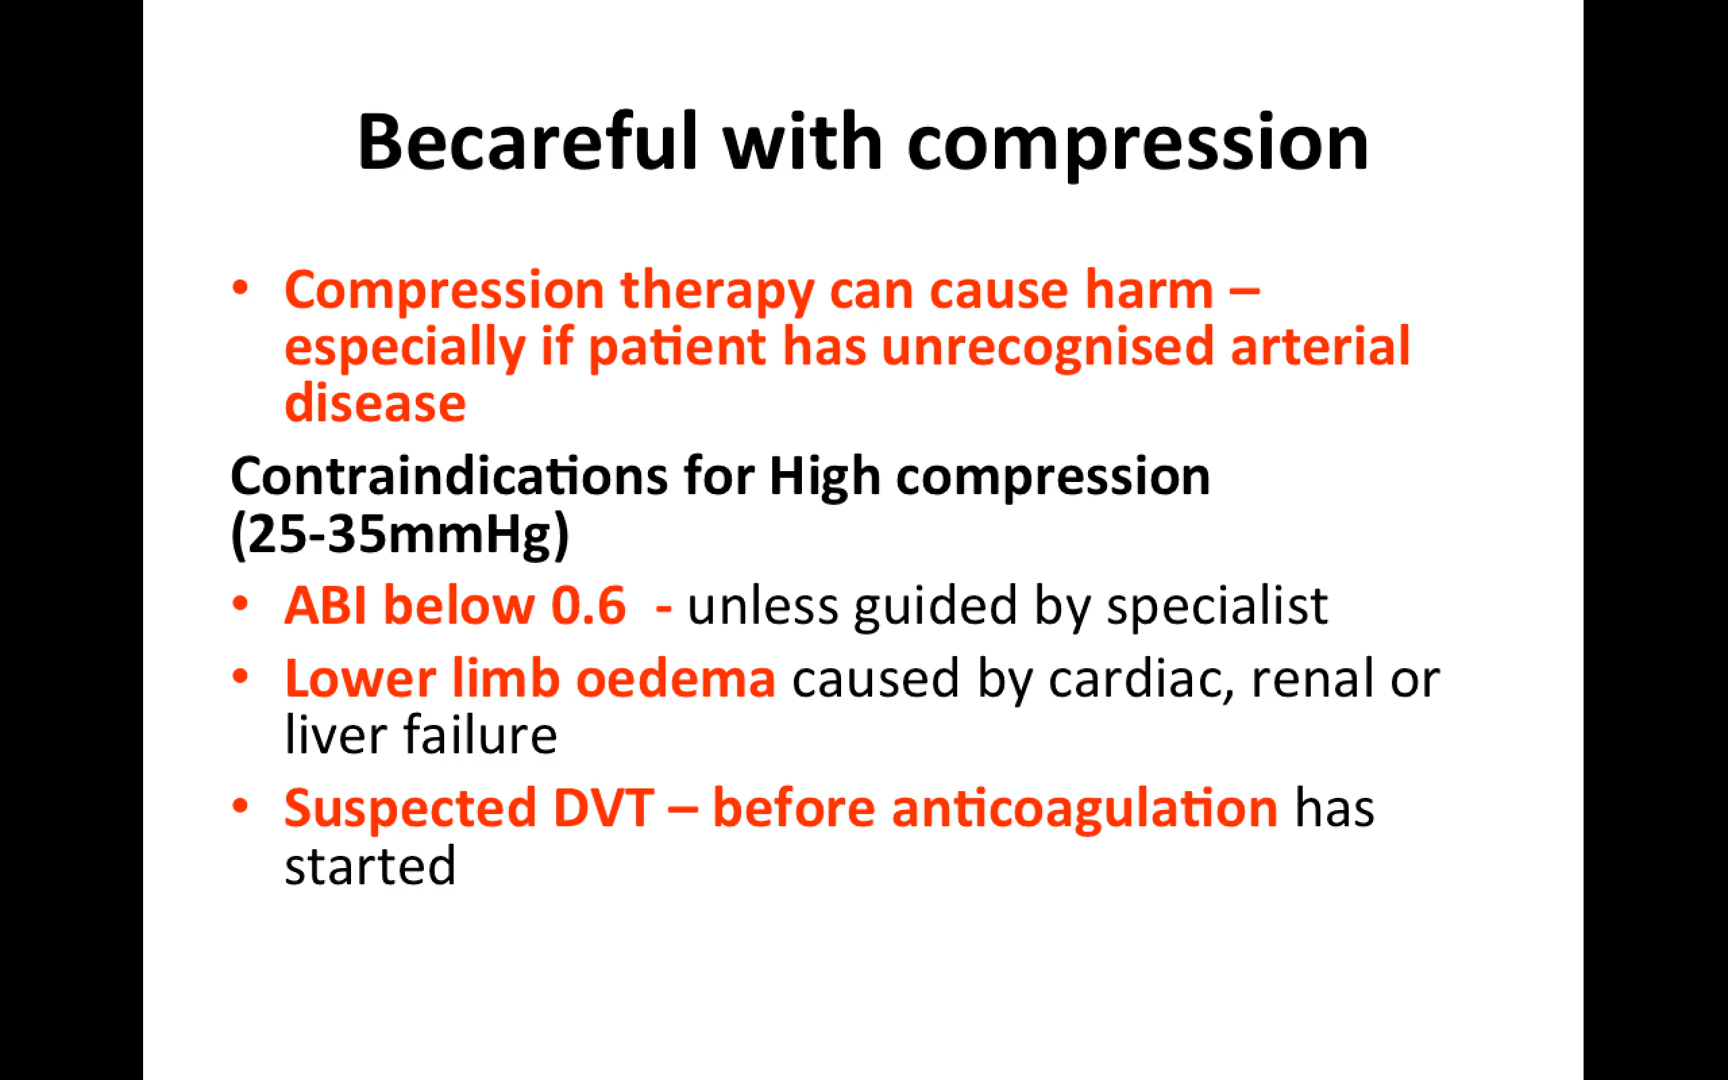 Becareful with compression
• Compression therapy can cause harm –
especially if patient has unrecognised arterial
disease
Contraindications for High compression
(25-35mmHg)
• ABI below 0.6  - unless guided by specialist
• Lower limb oedema caused by cardiac, renal or
liver failure
• Suspected DVT – before anticoagulation has
started